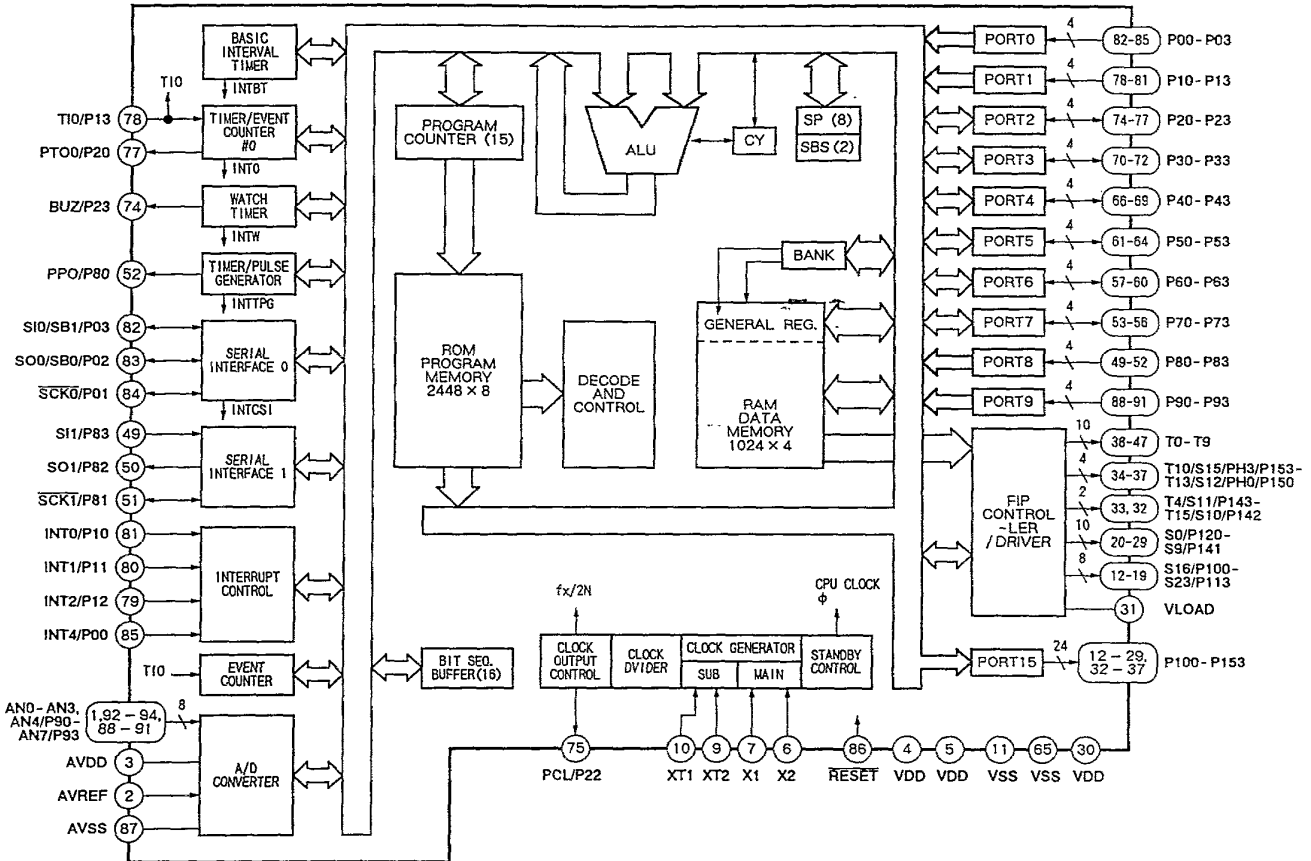 BASIC
INTERVAL
TIMER
INTBT
TI0
TI0/P13
78
PTO0/P20
77
TIMER/EVENT
COUNTER
#0
INT0
BUZ/P23
74
WATCH
TIMER
INTW
PPO/P80
52
TIMER/PULSE
GENERATOR
INTTPG
SI0/SB1/P03
82
SO0/SB0/P02
83
SCK0/P01
84
SERIAL
INTERFACE 0
INTCSI
SI1/P83
49
SO1/P82
50
SCK1/P81
51
SERIAL
INTERFACE 1
INT0/P10
81
INT1/P11
80
INT2/P12
79
INT4/P00
85
INTERRUPT
CONTROL
TI0
EVENT
COUNTER
AN0-AN3,
AN4/P90-
AN7/P93
1,92-94,
88-91
8
AVDD
3
AVREF
2
AVSS
87
A/D
CONVERTER
PROGRAM
COUNTER (15)
ALU
CY
SP (8)
SBS (2)
BANK
GENERAL REG.
RAM
DATA
MEMORY
1024 × 4
ROM
PROGRAM
MEMORY
2448 × 8
DECODE
AND
CONTROL
BIT SEQ.
BUFFER (16)
fx/2N
CPU CLOCK
ϕ
CLOCK
OUTPUT
CONTROL
CLOCK
DVIDER
CLOCK GENERATOR
SUB
MAIN
STANDBY
CONTROL
75
PCL/P22
10
XT1
9
XT2
7
X1
6
X2
86
RESET
4
VDD
5
VDD
11
VSS
65
VSS
30
VDD
PORT0
4
82-85
P00-P03
PORT1
4
78-81
P10-P13
PORT2
4
74-77
P20-P23
PORT3
4
70-72
P30-P33
PORT4
4
66-69
P40-P43
PORT5
4
61-64
P50-P53
PORT6
4
57-60
P60-P63
PORT7
4
53-56
P70-P73
PORT8
4
49-52
P80-P83
PORT9
4
88-91
P90-P93
FIP
CONTROL
~LER
/DRIVER
10
38-47
T0-T9
4
34-37
T10/S15/PH3/P153-
T13/S12/PH0/P150
2
33, 32
T4/S11/P143-
T15/S10/P142
10
20-29
S0/P120-
S9/P141
8
12-19
S16/P100-
S23/P113
31
VLOAD
PORT15
24
12-29,
32-37
P100-P153